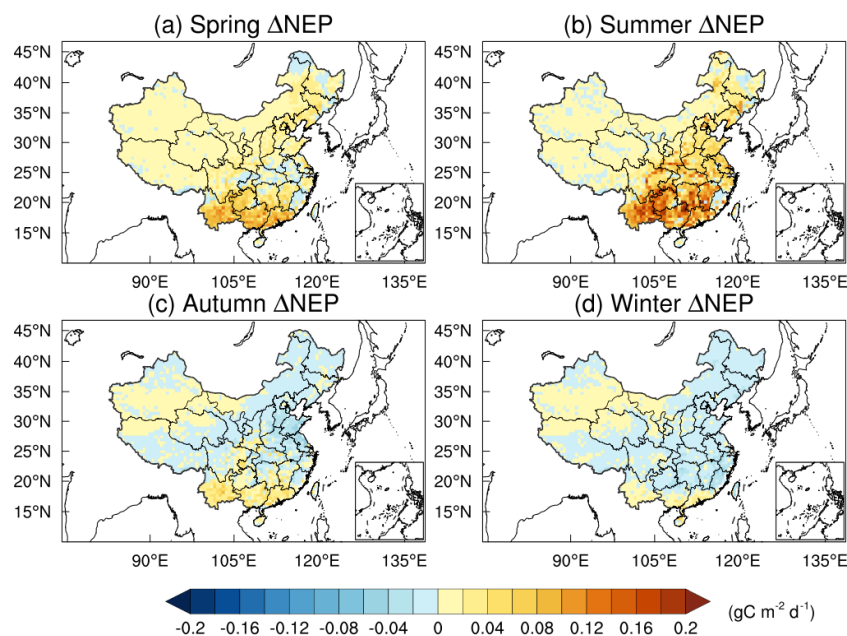 (a) Spring ΔNEP
(b) Summer ΔNEP
45°N
40°N
35°N
30°N
25°N
20°N
15°N
45°N
40°N
35°N
30°N
25°N
20°N
15°N
90°E 105°E 120°E 135°E
90°E 105°E 120°E 135°E
(c) Autumn ΔNEP
(d) Winter ΔNEP
45°N
40°N
35°N
30°N
25°N
20°N
15°N
45°N
40°N
35°N
30°N
25°N
20°N
15°N
90°E 105°E 120°E 135°E
90°E 105°E 120°E 135°E
-0.2 -0.16 -0.12 -0.08 -0.04 0 0.04 0.08 0.12 0.16 0.2
(gC m⁻² d⁻¹)